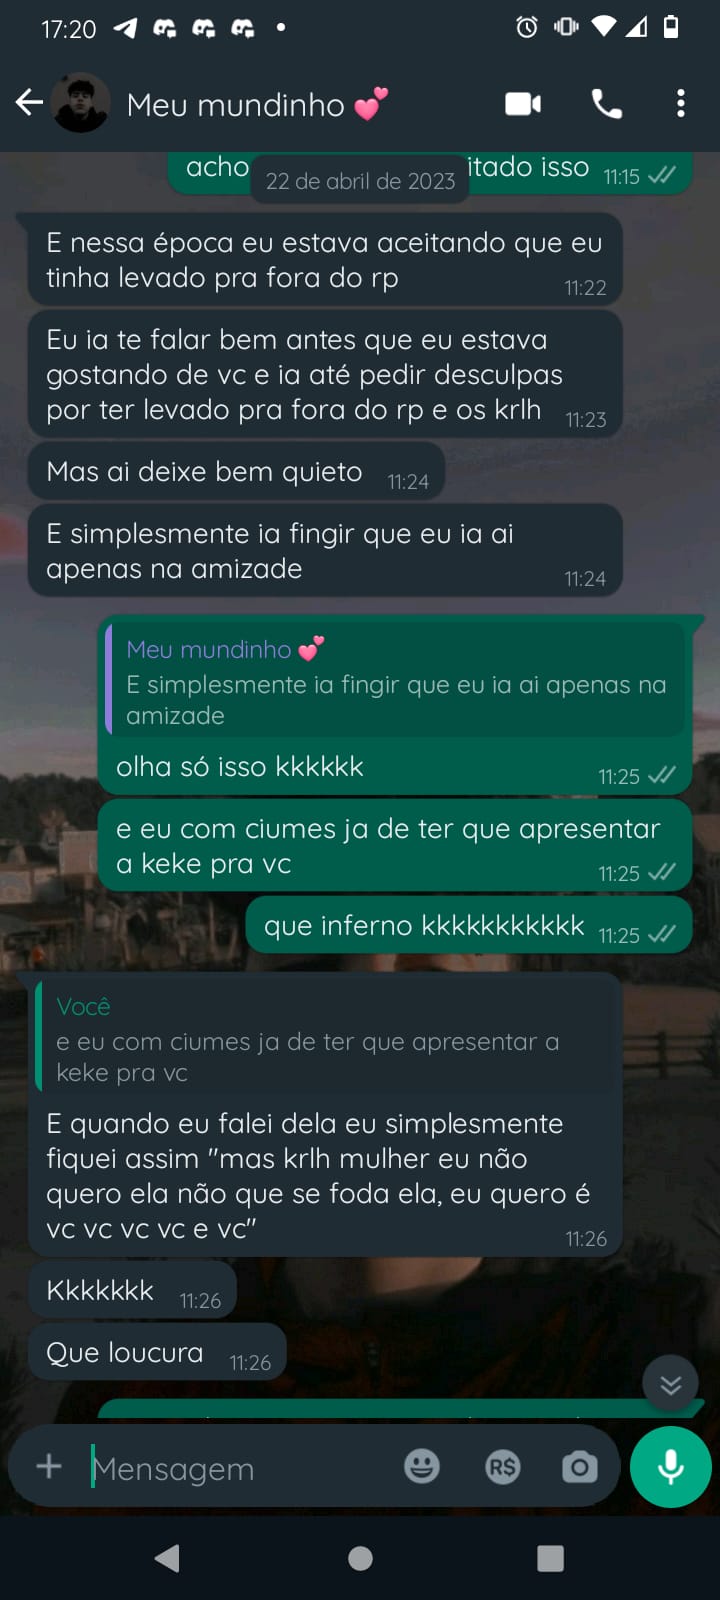 17:20
Meu mundinho 💕
acho itado isso 11:15
22 de abril de 2023
E nessa época eu estava aceitando que eu
tinha levado pra fora do rp
11:22
Eu ia te falar bem antes que eu estava
gostando de vc e ia até pedir desculpas
por ter levado pra fora do rp e os krlh 11:23
Mas ai deixe bem quieto 11:24
E simplesmente ia fingir que eu ia ai
apenas na amizade
11:24
Meu mundinho 💕
E simplesmente ia fingir que eu ia ai apenas na
amizade
olha só isso kkkkkk 11:25
e eu com ciumes ja de ter que apresentar
a keke pra vc 11:25
que inferno kkkkkkkkkkk 11:25
Você
e eu com ciumes ja de ter que apresentar a
keke pra vc
E quando eu falei dela eu simplesmente
fiquei assim "mas krlh mulher eu não
quero ela não que se foda ela, eu quero é
vc vc vc vc e vc"
11:26
Kkkkkkk 11:26
Que loucura 11:26
Mensagem
R$